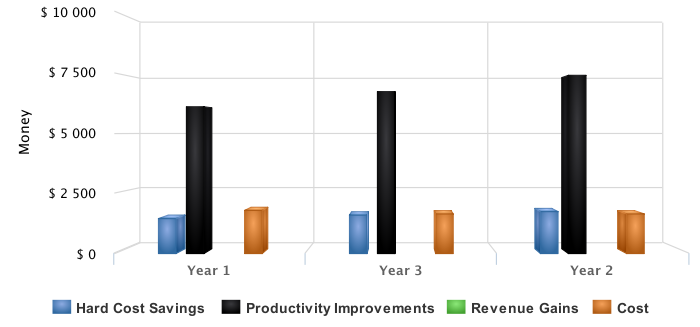 $ 10 000
$ 7 500
$ 5 000
$ 2 500
$ 0
Money
Year 1
Year 3
Year 2
Hard Cost Savings
Productivity Improvements
Revenue Gains
Cost